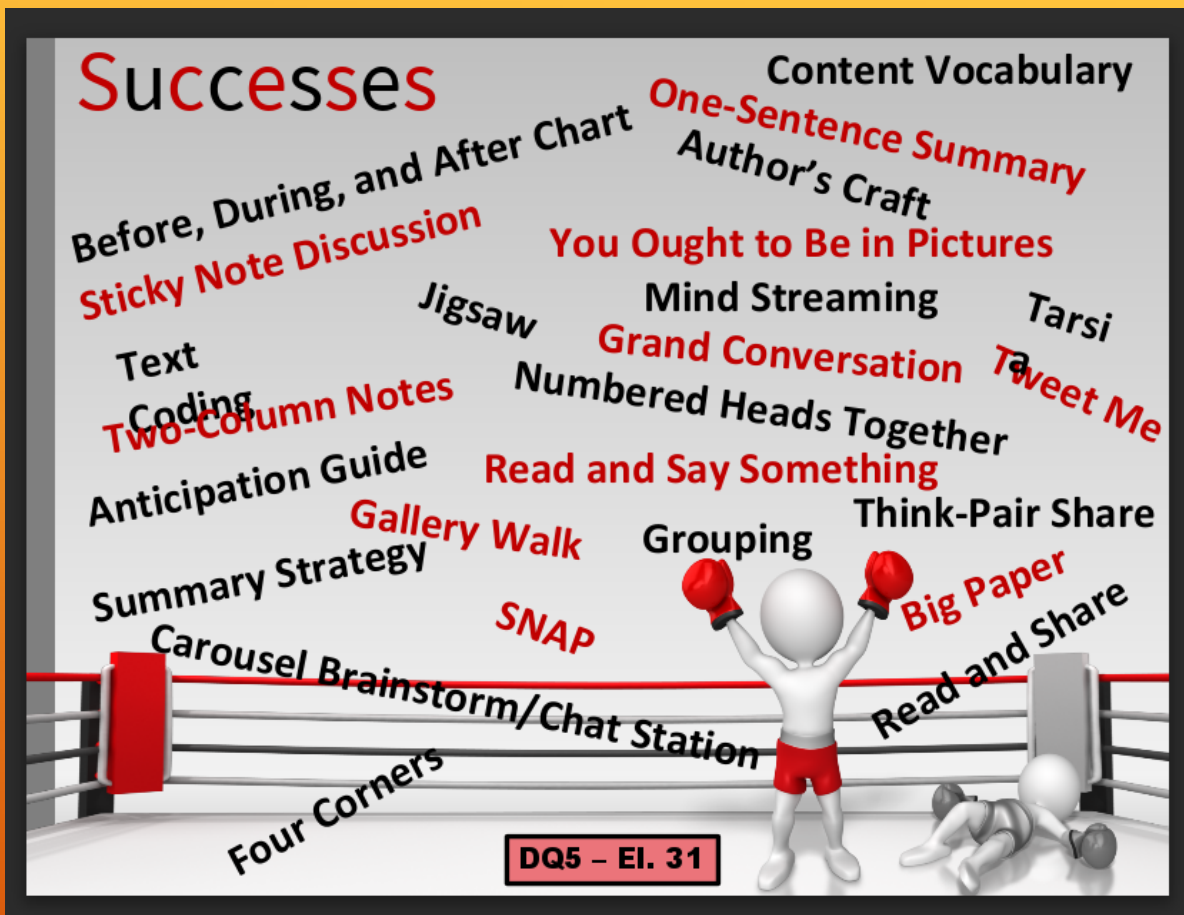 Successes
Content Vocabulary
One-Sentence Summary
Before, During, and After Chart
Author's Craft
Sticky Note Discussion
You Ought to Be in Pictures
Jigsaw
Mind Streaming
Tarsi
a
Text
Coding
Grand Conversation
Tweet Me
Two-Column Notes
Numbered Heads Together
Anticipation Guide
Read and Say Something
Gallery Walk
Grouping
Think-Pair Share
Summary Strategy
SNAP
Big Paper
Carousel Brainstorm/Chat Station
Read and Share
Four Corners
DQ5 – El. 31